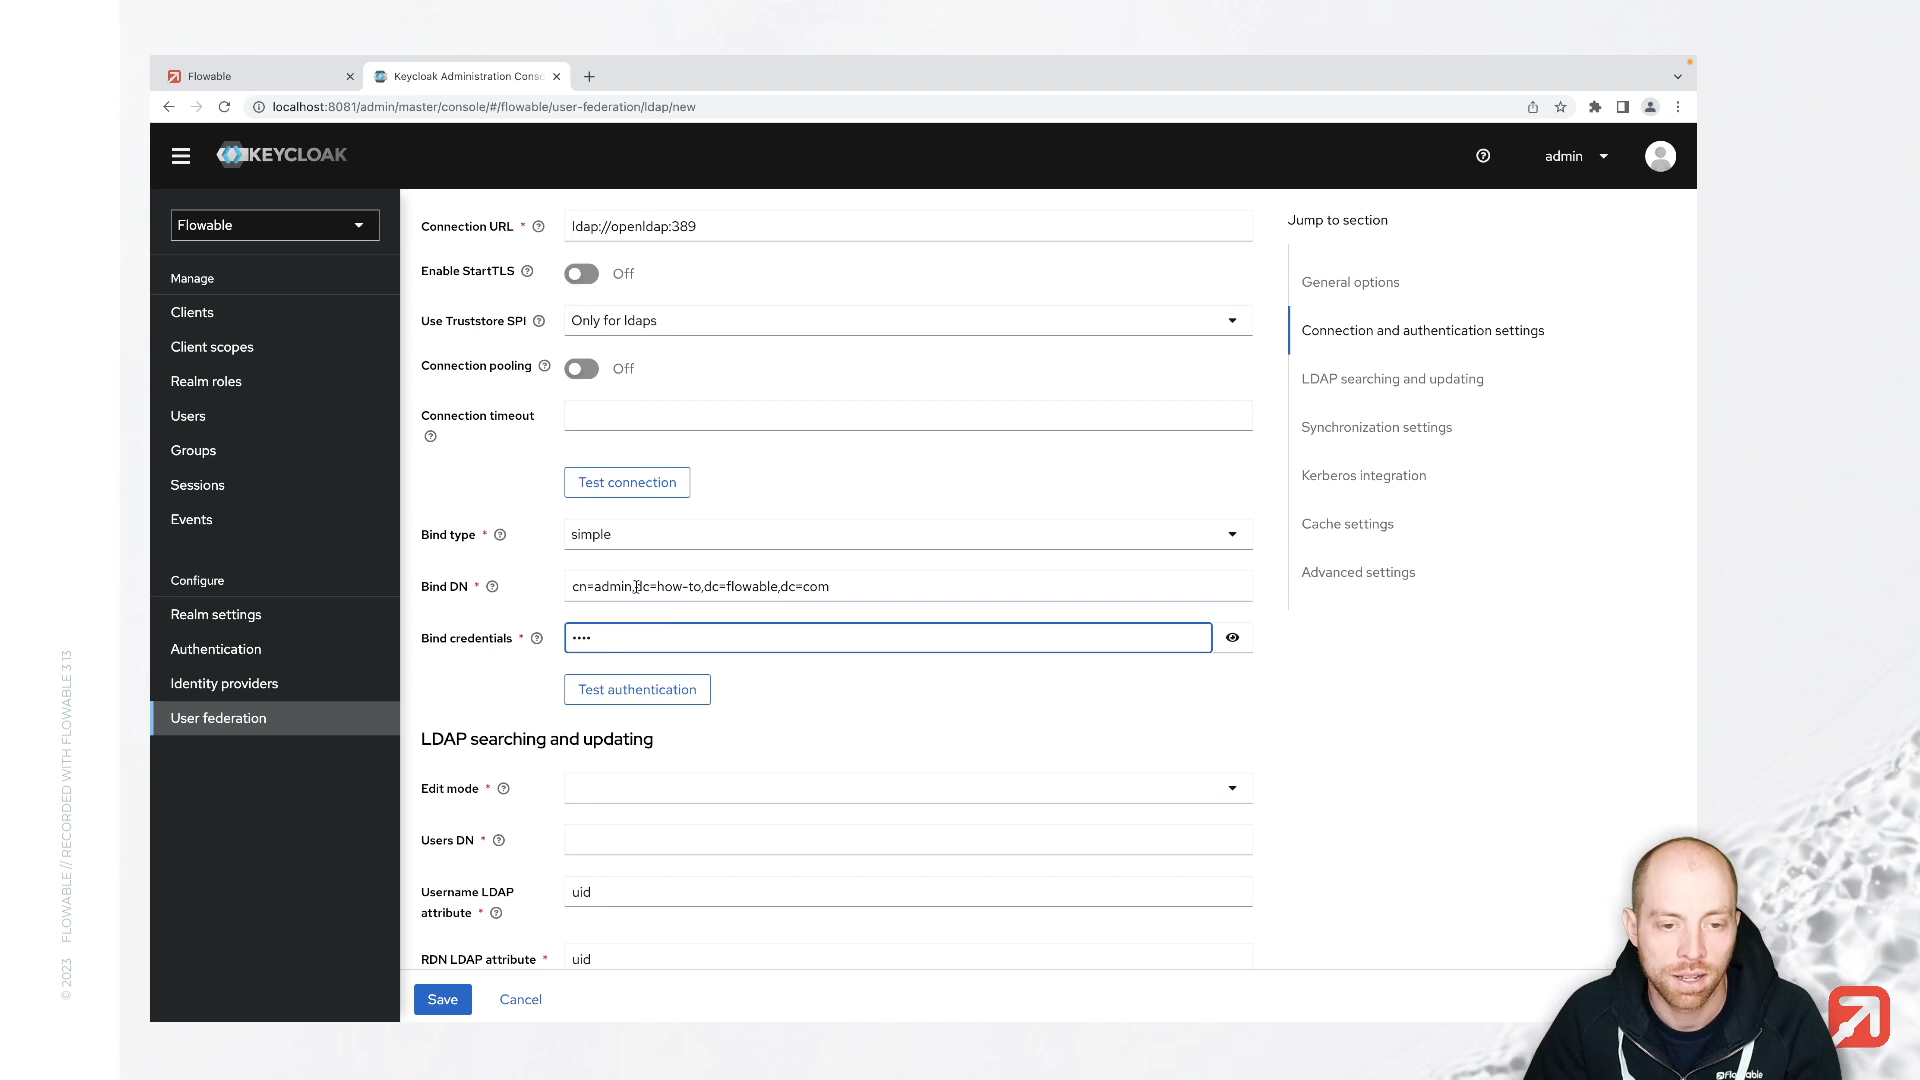 Flowable
Keycloak Administration Conso
localhost:8081/admin/master/console/#/flowable/user-federation/ldap/new
KEYCLOAK
admin
Flowable
Manage
Clients
Client scopes
Realm roles
Users
Groups
Sessions
Events
Configure
Realm settings
Authentication
Identity providers
User federation
Connection URL *
ldap://openldap:389
Enable StartTLS
Off
Use Truststore SPI
Only for ldaps
Connection pooling
Off
Connection timeout
Test connection
Bind type *
simple
Bind DN *
cn=admin,dc=how-to,dc=flowable,dc=com
Bind credentials *
••••
Test authentication
LDAP searching and updating
Edit mode *
Users DN *
Username LDAP
attribute *
uid
RDN LDAP attribute *
uid
Save
Cancel
Jump to section
General options
Connection and authentication settings
LDAP searching and updating
Synchronization settings
Kerberos integration
Cache settings
Advanced settings
© 2023 FLOWABLE // RECORDED WITH FLOWABLE 3.13
Flowable